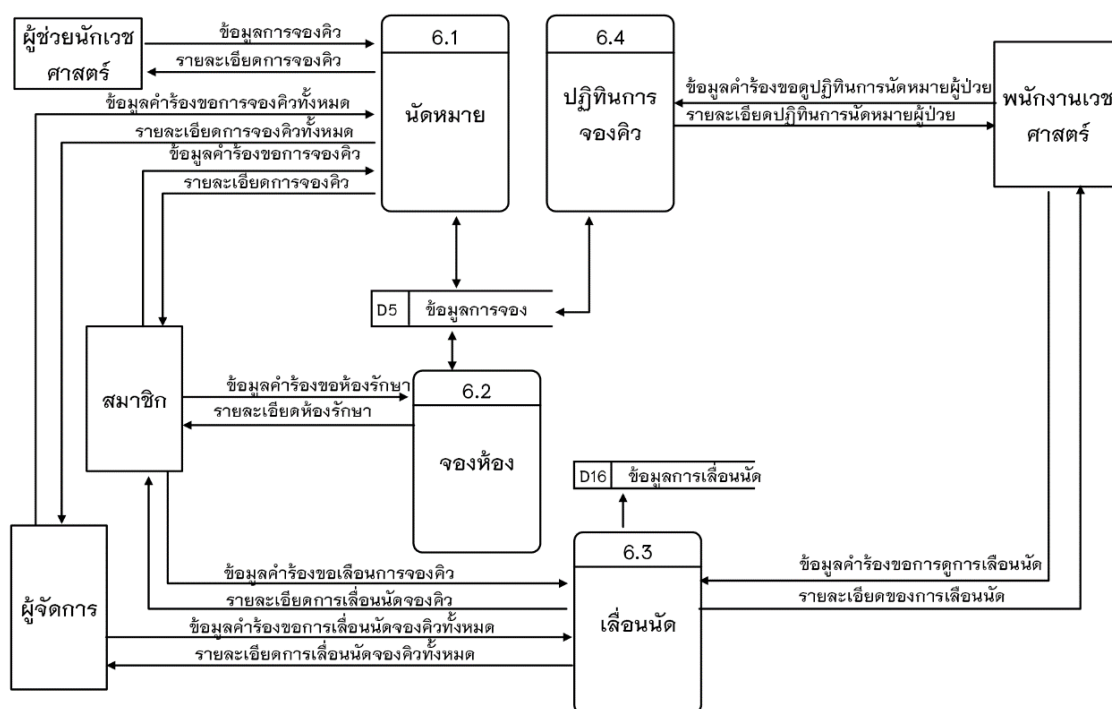 ผู้ช่วยนักเวช
ศาสตร์
ข้อมูลการจองคิว
รายละเอียดการจองคิว
ข้อมูลคำร้องขอการจองคิวทั้งหมด
รายละเอียดการจองคิวทั้งหมด
ข้อมูลคำร้องขอการจองคิว
รายละเอียดการจองคิว
6.1
นัดหมาย
6.4
ปฏิทินการ
จองคิว
ข้อมูลคำร้องขอดูปฏิทินการนัดหมายผู้ป่วย
รายละเอียดปฏิทินการนัดหมายผู้ป่วย
พนักงานเวช
ศาสตร์
D5 ข้อมูลการจอง
สมาชิก
ข้อมูลคำร้องขอห้องรักษา
รายละเอียดห้องรักษา
6.2
จองห้อง
D16 ข้อมูลการเลื่อนนัด
ผู้จัดการ
ข้อมูลคำร้องขอเลือนการจองคิว
รายละเอียดการเลื่อนนัดจองคิว
ข้อมูลคำร้องขอการเลื่อนนัดจองคิวทั้งหมด
รายละเอียดการเลื่อนนัดจองคิวทั้งหมด
6.3
เลื่อนนัด
ข้อมูลคำร้องขอการดูการเลื่อนนัด
รายละเอียดของการเลือนนัด